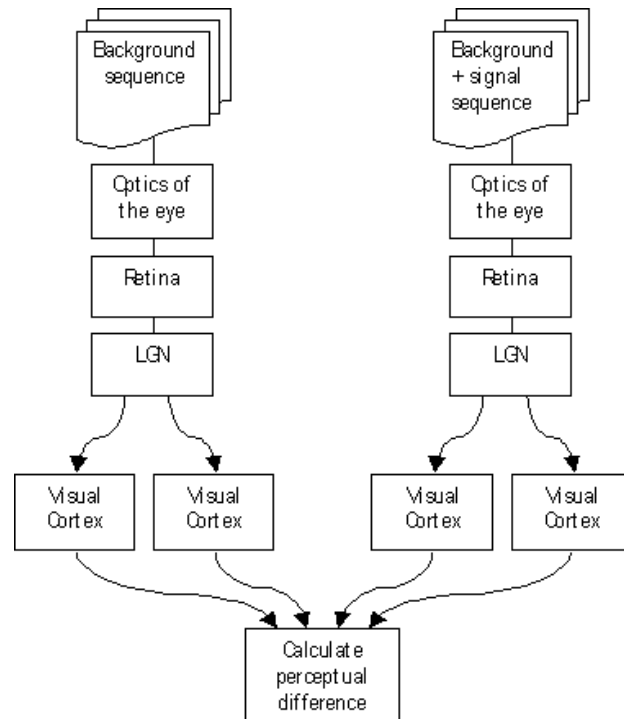 Background
sequence
Background
+ signal
sequence
Optics of
the eye
Optics of
the eye
Retina
Retina
LGN
LGN
Visual
Cortex
Visual
Cortex
Visual
Cortex
Visual
Cortex
Calculate
perceptual
difference